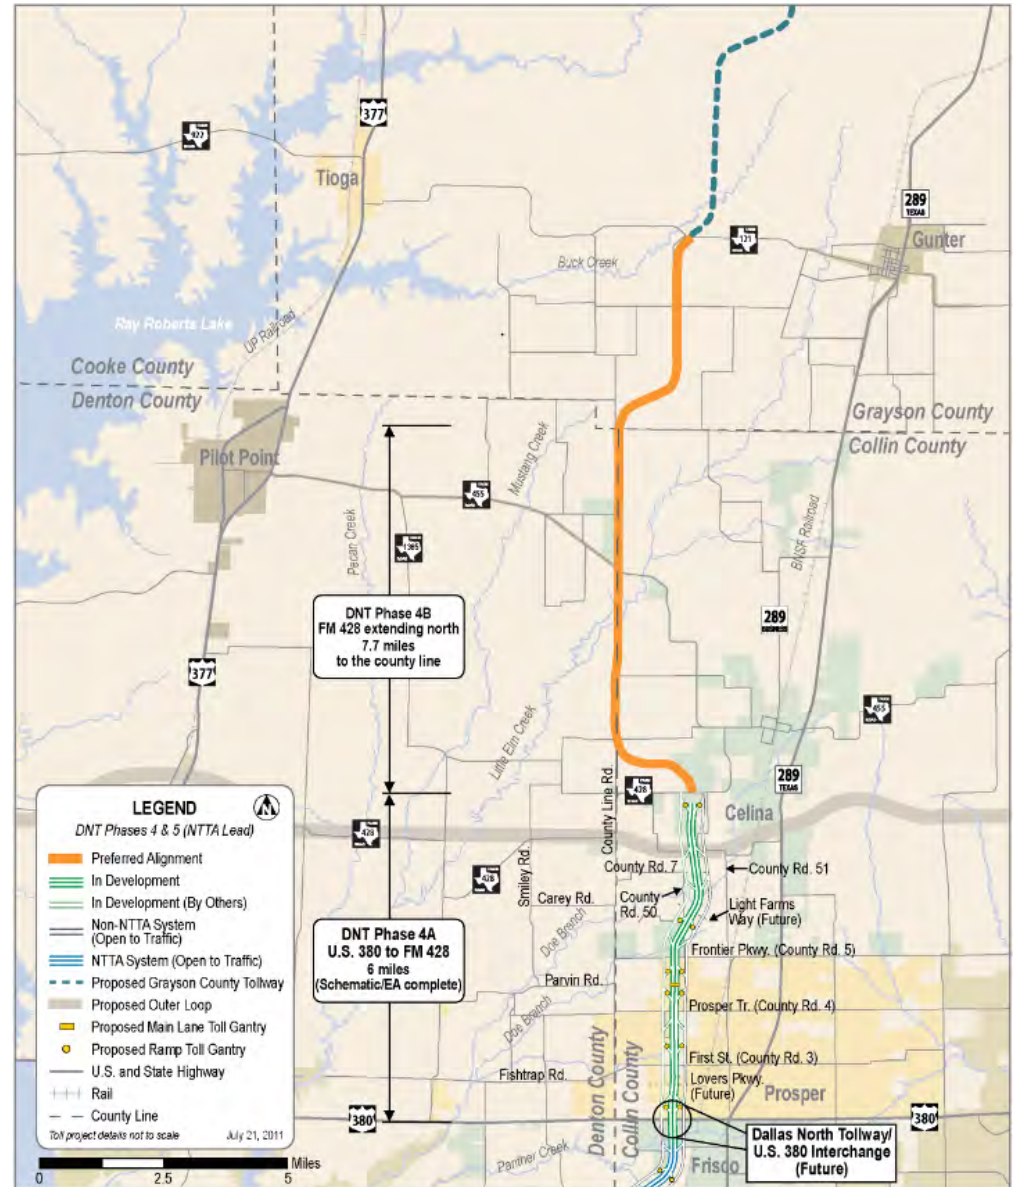 377
922
Tioga
289
TEXAS
Gunter
121
Buck Creek
Ray Roberts Lake
UP Railroad
Cooke County
Denton County
Grayson County
Collin County
Pilot Point
Mustang Creek
455
Pecan Creek
1385
BNSF Railroad
DNT Phase 4B
FM 428 extending north
7.7 miles
to the county line
289
BUSINESS
377
455
Little Elm Creek
County Line Rd.
428
289
TEXAS
Celina
LEGEND
N
DNT Phases 4 & 5 (NTTA Lead)
Preferred Alignment
In Development
In Development (By Others)
Non-NTTA System
(Open to Traffic)
NTTA System (Open to Traffic)
Proposed Grayson County Tollway
Proposed Outer Loop
Proposed Main Lane Toll Gantry
Proposed Ramp Toll Gantry
U.S. and State Highway
Rail
County Line
Toll project details not to scale
July 21, 2011
0
2.5
5
Miles
428
428
Smiley Rd.
County Rd. 7
County Rd. 51
Carey Rd.
County
Rd. 50
Light Farms
Way (Future)
Doe Branch
DNT Phase 4A
U.S. 380 to FM 428
6 miles
(Schematic/EA complete)
Frontier Pkwy. (County Rd. 5)
Parvin Rd.
Prosper Tr. (County Rd. 4)
Doe Branch
First St. (County Rd. 3)
Fishtrap Rd.
Lovers Pkwy.
(Future)
Prosper
Denton County
Collin County
380
380
Dallas North Tollway/
U.S. 380 Interchange
(Future)
Panther Creek
Frisco